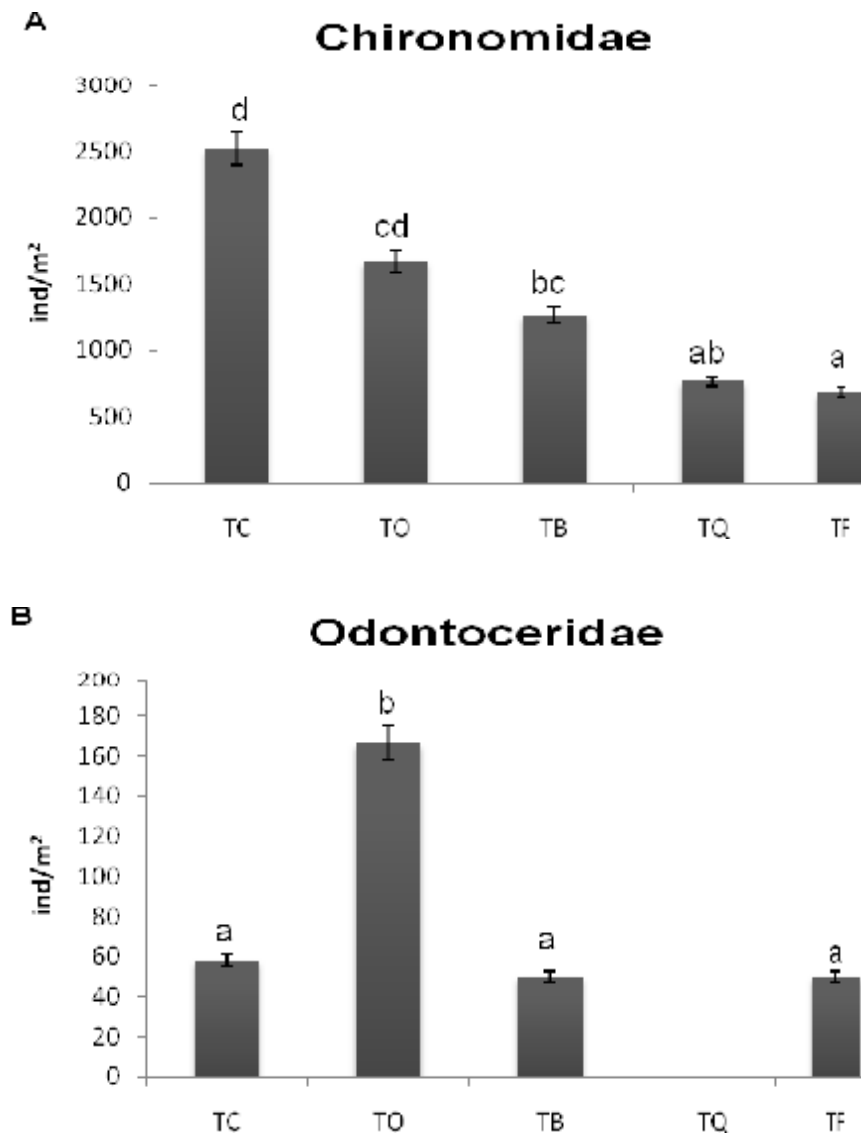 A
Chironomidae
3000
2500
2000
1500
1000
500
0
ind/m²
d
cd
bc
ab
a
TC TO TB TQ TF
B
Odontoceridae
200
180
160
140
120
100
80
60
40
20
0
ind/m²
a
b
a
a
TC TO TB TQ TF